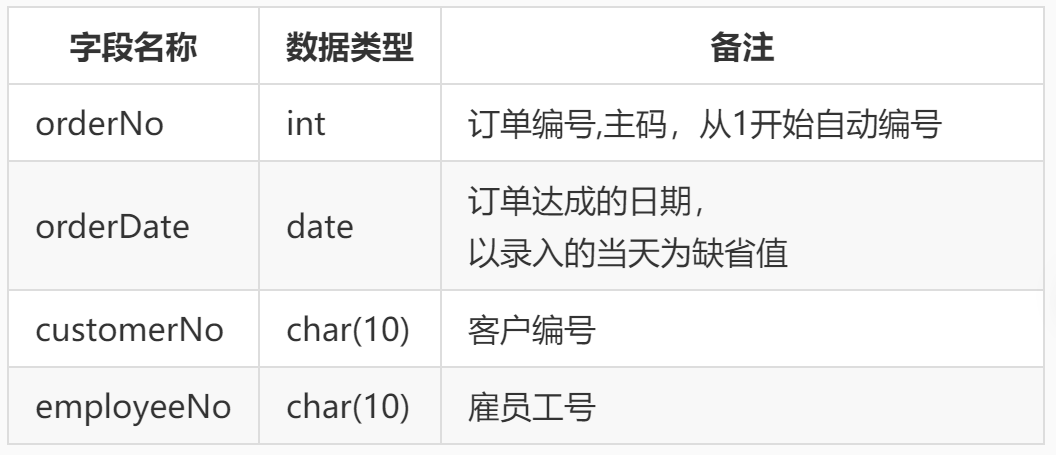 字段名称 数据类型 备注
orderNo int 订单编号,主码，从1开始自动编号
订单达成的日期，
orderDate date
以录入的当天为缺省值
customerNo char(10) 客户编号
employeeNo char(10) 雇员工号